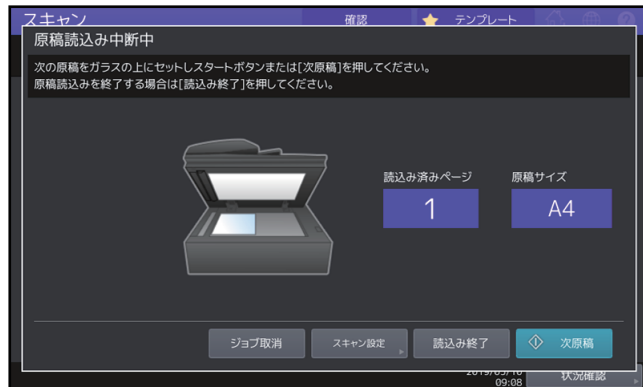 スキャン
確認
テンプレート
原稿読込み中断中
次の原稿をガラスの上にセットしスタートボタンまたは[次原稿]を押してください。
原稿読込みを終了する場合は[読込み終了]を押してください。
読込み済みページ
原稿サイズ
1
A4
ジョブ取消
スキャン設定
読込み終了
次原稿
09:08
状況確認